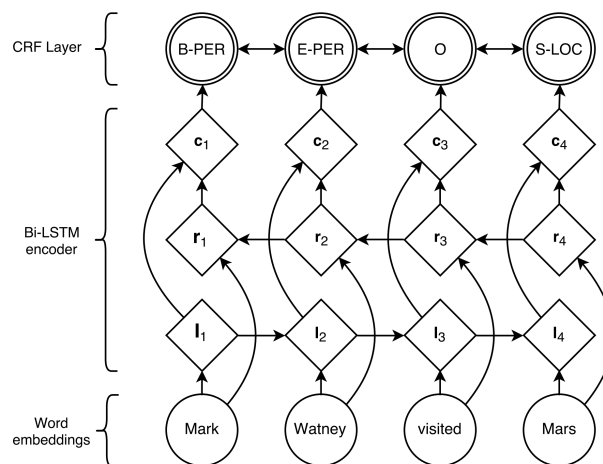 CRF Layer
B-PER E-PER O S-LOC
c1 c2 c3 c4
Bi-LSTM
encoder
r1 r2 r3 r4
l1 l2 l3 l4
Word
embeddings
Mark Watney visited Mars